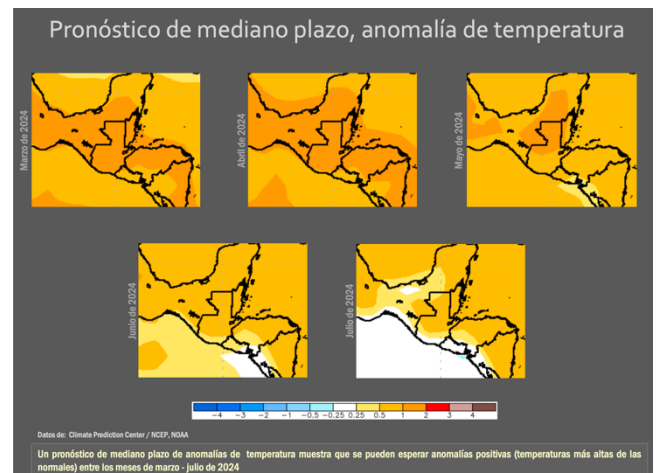 Pronóstico de mediano plazo, anomalía de temperatura
Marzo de 2024
Abril de 2024
Mayo de 2024
Junio de 2024
Julio de 2024
-4 -3 -2 -1 -0.5 -0.25 0.25 0.5 1 2 3 4
Datos de: Climate Prediction Center / NCEP, NOAA
Un pronóstico de mediano plazo de anomalías de temperatura muestra que se pueden esperar anomalías positivas (temperaturas más altas de las
normales) entre los meses de marzo - julio de 2024